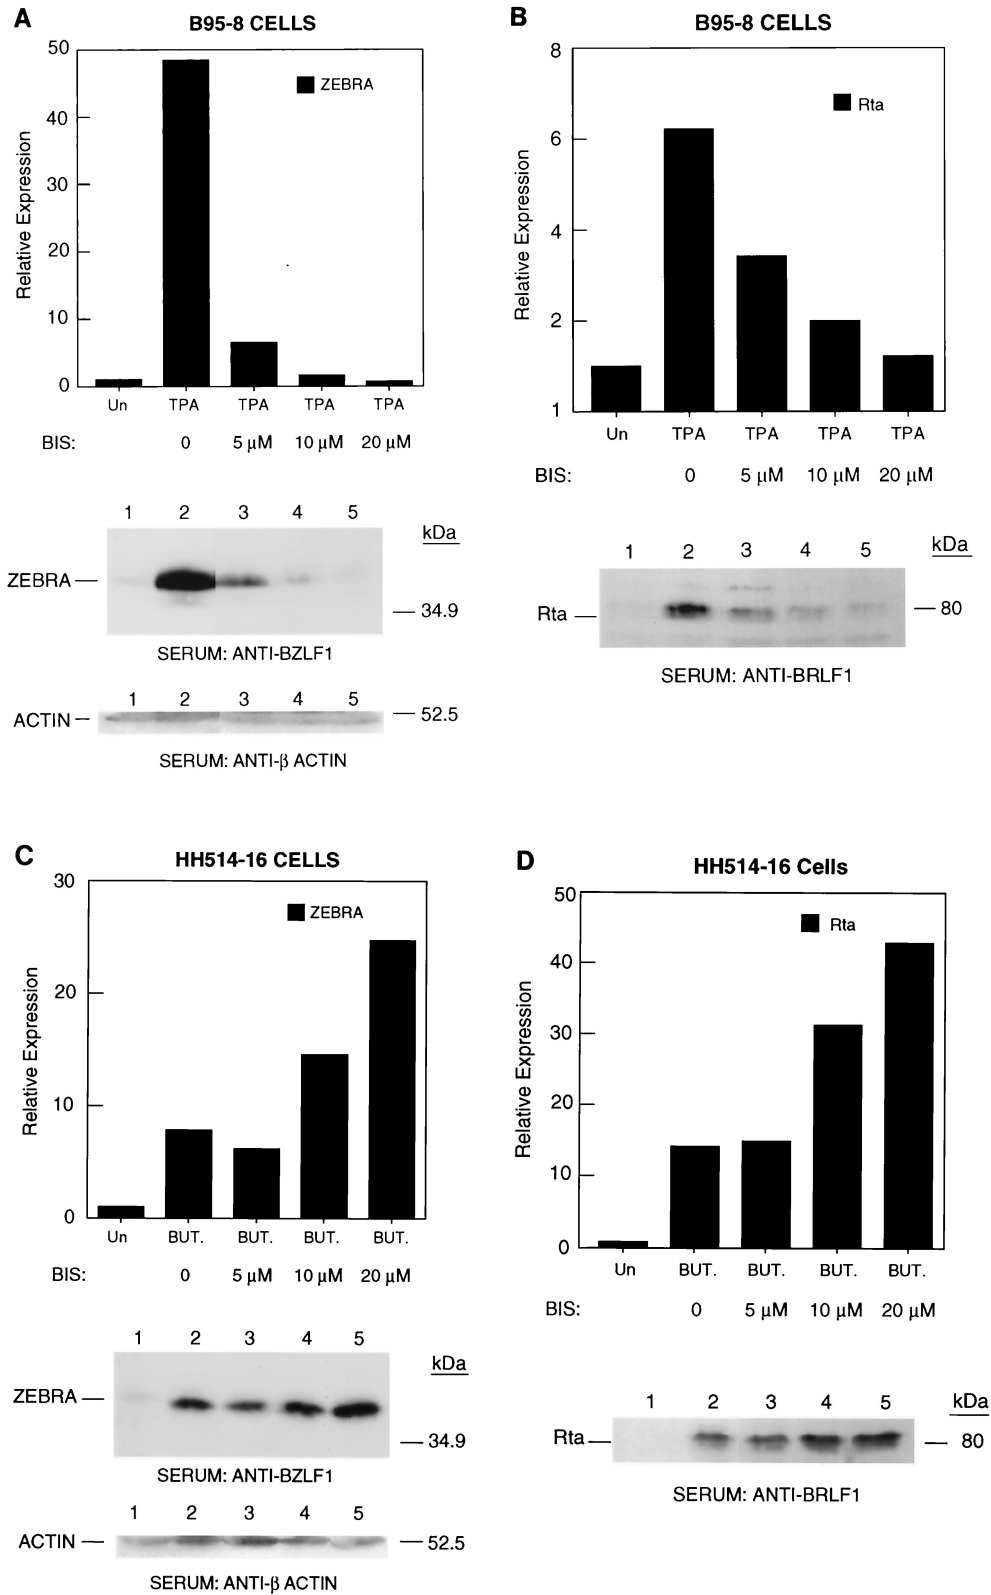 A
B95-8 CELLS
50
40
30
20
10
0
Relative Expression
ZEBRA
Un TPA TPA TPA TPA
BIS: 0 5 µM 10 µM 20 µM
1 2 3 4 5
kDa
ZEBRA
34.9
SERUM: ANTI-BZLF1
1 2 3 4 5
ACTIN
52.5
SERUM: ANTI-β ACTIN
B
B95-8 CELLS
8
6
4
2
1
Relative Expression
Rta
Un TPA TPA TPA TPA
BIS: 0 5 µM 10 µM 20 µM
1 2 3 4 5
kDa
Rta
80
SERUM: ANTI-BRLF1
C
HH514-16 CELLS
30
20
10
0
Relative Expression
ZEBRA
Un BUT. BUT. BUT. BUT.
BIS: 0 5 µM 10 µM 20 µM
1 2 3 4 5
kDa
ZEBRA
34.9
SERUM: ANTI-BZLF1
1 2 3 4 5
ACTIN
52.5
SERUM: ANTI-β ACTIN
D
HH514-16 Cells
50
40
30
20
10
0
Relative Expression
Rta
Un BUT. BUT. BUT. BUT.
BIS: 0 5 µM 10 µM 20 µM
1 2 3 4 5
kDa
Rta
80
SERUM: ANTI-BRLF1